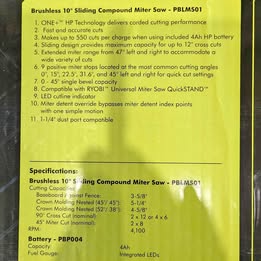 Brushless 10" Sliding Compound Miter Saw - PBLMS01
1. ONE+™ HP Technology delivers corded cutting performance
2. Fast and accurate cuts
3. Makes up to 550 cuts per charge when using included 4Ah HP battery
4. Sliding design provides maximum capacity for up to 12" cross cuts
5. Extended miter range from 47° left and right to accommodate a
wide variety of cuts
6. 9 positive miter stops located at the most common cutting angles
0°, 15°, 22.5°, 31.6°, and 45° left and right for quick cut settings
7. 0 - 45° single bevel capacity
8. Compatible with RYOBI™ Universal Miter Saw QuickSTAND™
9. LED cutline indicator
10. Miter detent override bypasses miter detent index points
with one simple motion
11. 1-1/4" dust port compatible
Specifications:
Brushless 10" Sliding Compound Miter Saw - PBLMS01
Cutting Capacity
Baseboard Against Fence: 3-5/8"
Crown Molding Nested (45°/ 45°): 5-1/4"
Crown Molding Nested (52°/ 38°): 4-5/8"
90° Cross Cut (nominal): 2 x 12 or 4 x 6
45° Miter Cut (nominal): 2 x 8
RPM: 4,100
Battery - PBP004
Capacity 4Ah
Fuel Gauge: Integrated LEDs